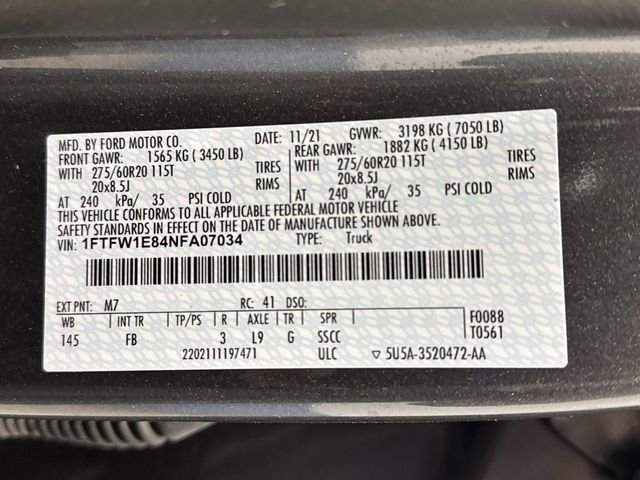 MFD. BY FORD MOTOR CO. DATE: 11/21 GVWR: 3198 KG (7050 LB)
FRONT GAWR: 1565 KG (3450 LB) REAR GAWR: 1882 KG (4150 LB)
WITH 275/60R20 115T TIRES WITH 275/60R20 115T TIRES
20x8.5J RIMS 20x8.5J RIMS
AT 240 kPa/ 35 PSI COLD AT 240 kPa/ 35 PSI COLD
THIS VEHICLE CONFORMS TO ALL APPLICABLE FEDERAL MOTOR VEHICLE
SAFETY STANDARDS IN EFFECT ON THE DATE OF MANUFACTURE SHOWN ABOVE.
VIN: 1FTFW1E84NFA07034 TYPE: Truck
EXT PNT: M7 RC: 41 DSO:
WB INT TR TP/PS R AXLE TR SPR F0088
145 FB 3 L9 G SSCC T0561
2202111197471 ULC ▽ 5U5A-3520472-AA